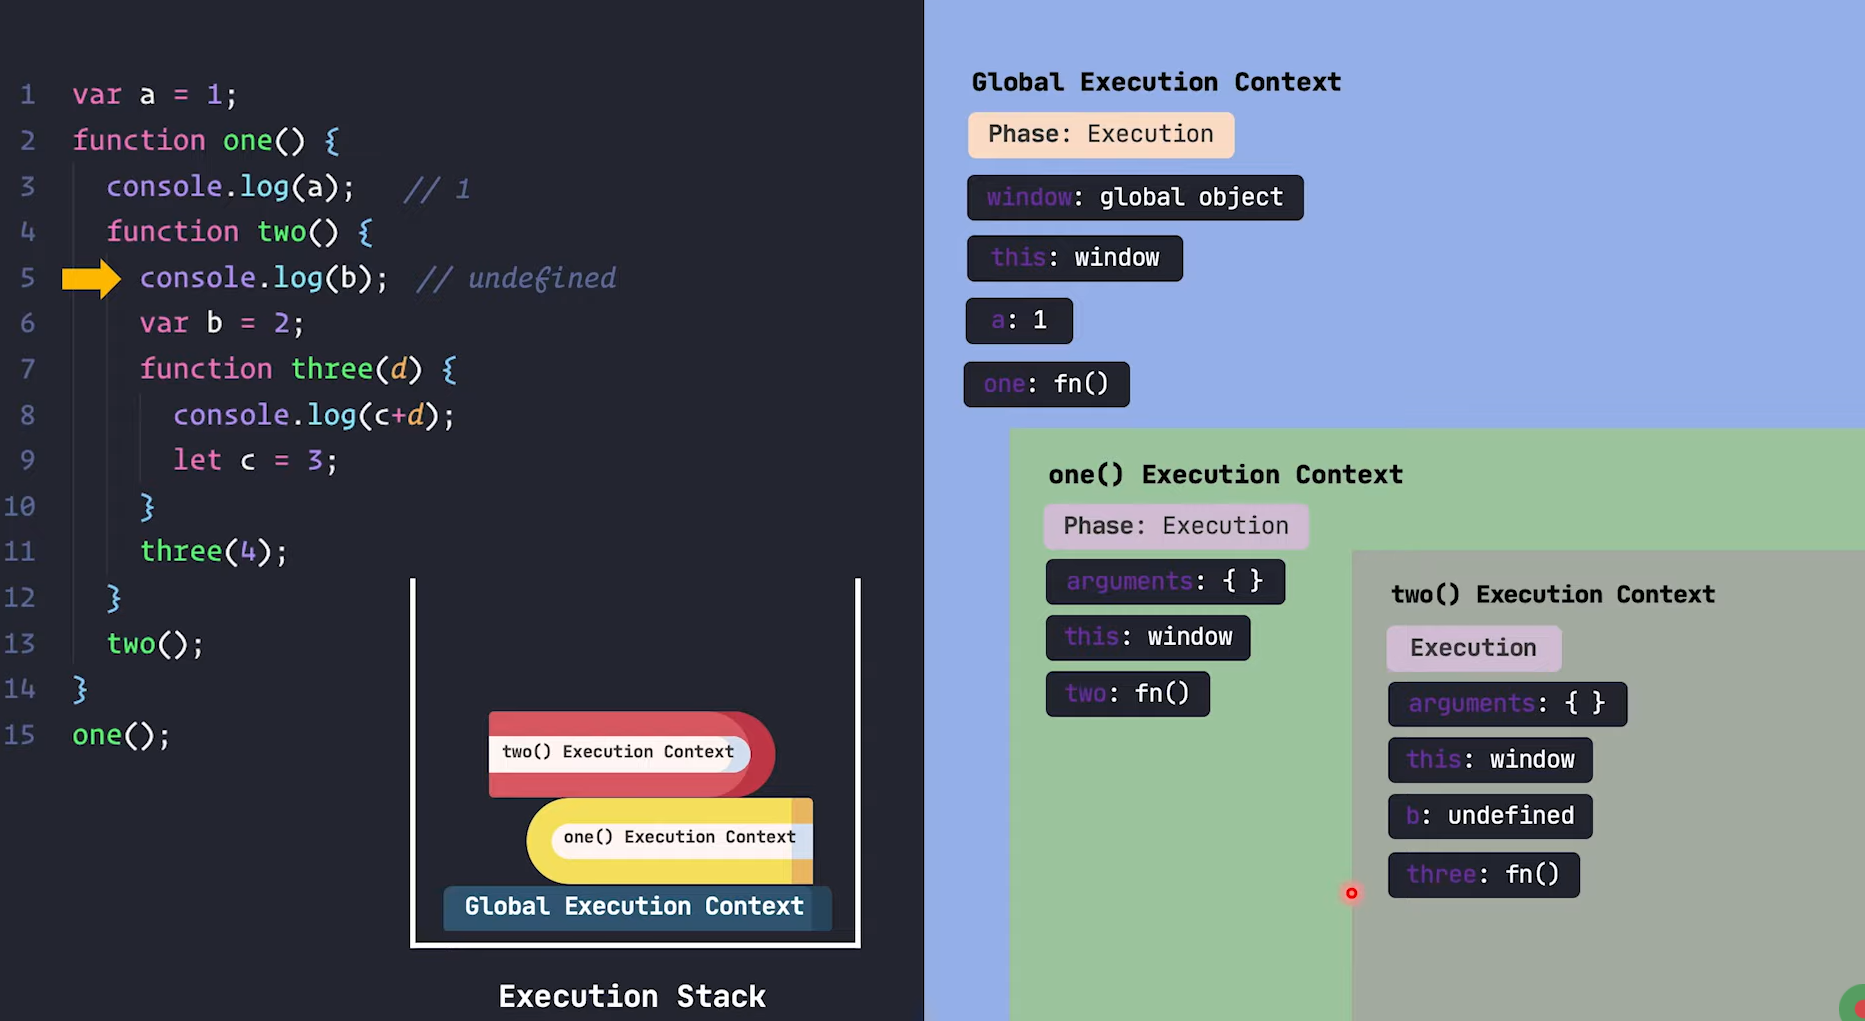 1 var a = 1;
2 function one() {
3 console.log(a); // 1
4 function two() {
5 console.log(b); // undefined
6 var b = 2;
7 function three(d) {
8 console.log(c+d);
9 let c = 3;
10 }
11 three(4);
12 }
13 two();
14 }
15 one();
two() Execution Context
one() Execution Context
Global Execution Context
Execution Stack
Global Execution Context
Phase: Execution
window: global object
this: window
a: 1
one: fn()
one() Execution Context
Phase: Execution
arguments: { }
this: window
two: fn()
two() Execution Context
Execution
arguments: { }
this: window
b: undefined
three: fn()